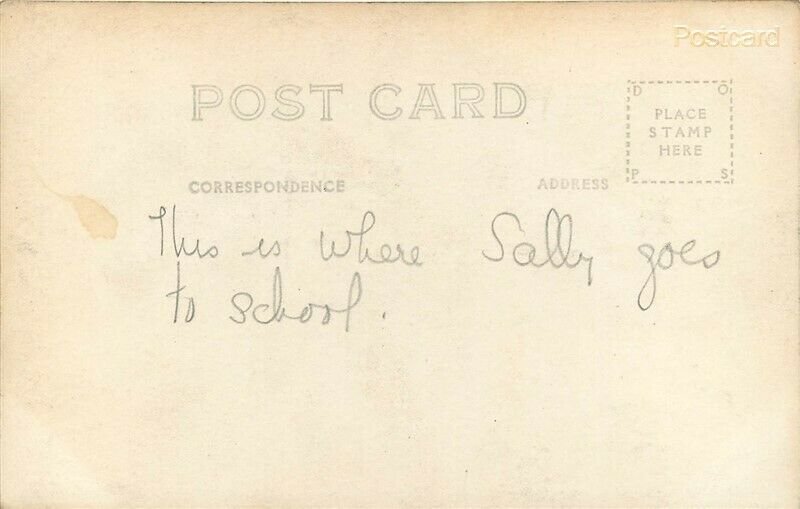 Postcard
POST CARD
D O
PLACE
STAMP
HERE
P S
CORRESPONDENCE ADDRESS
This is where Sally goes
to school.